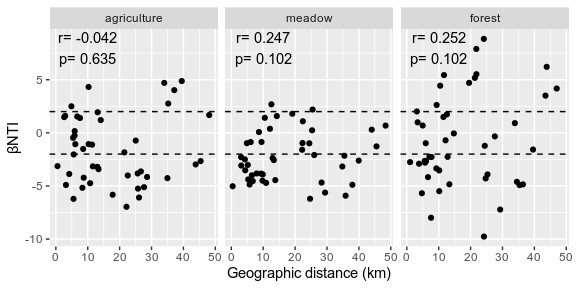 agriculture meadow forest
r= -0.042 r= 0.247 r= 0.252
p= 0.635 p= 0.102 p= 0.102
βNTI
5
0
-5
-10
0 10 20 30 40 50 0 10 20 30 40 50 0 10 20 30 40 50
Geographic distance (km)